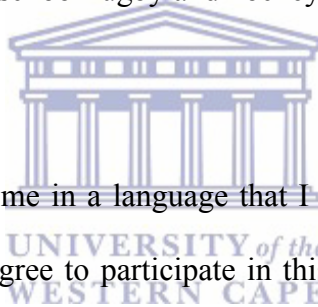 me in a language that I
UNIVERSITY of the
gree to participate in thi
WESTERN CAPE